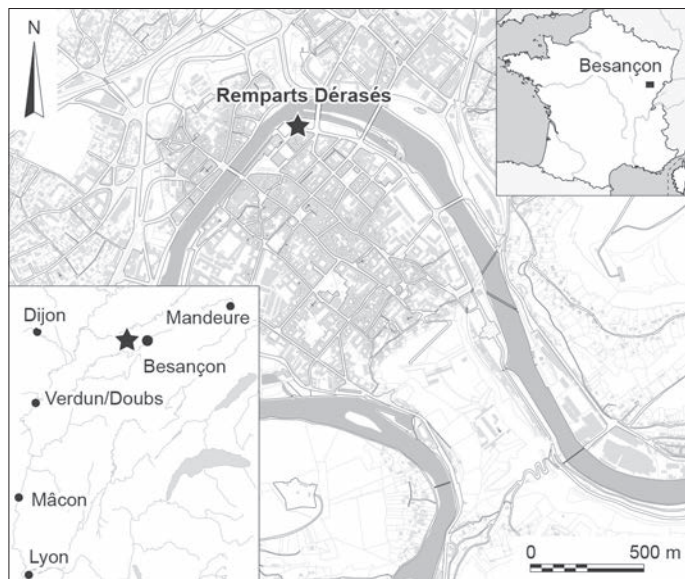 N
Besançon
Remparts Dérasés
Dijon
Mandeure
Besançon
Verdun/Doubs
Mâcon
Lyon
0
500 m